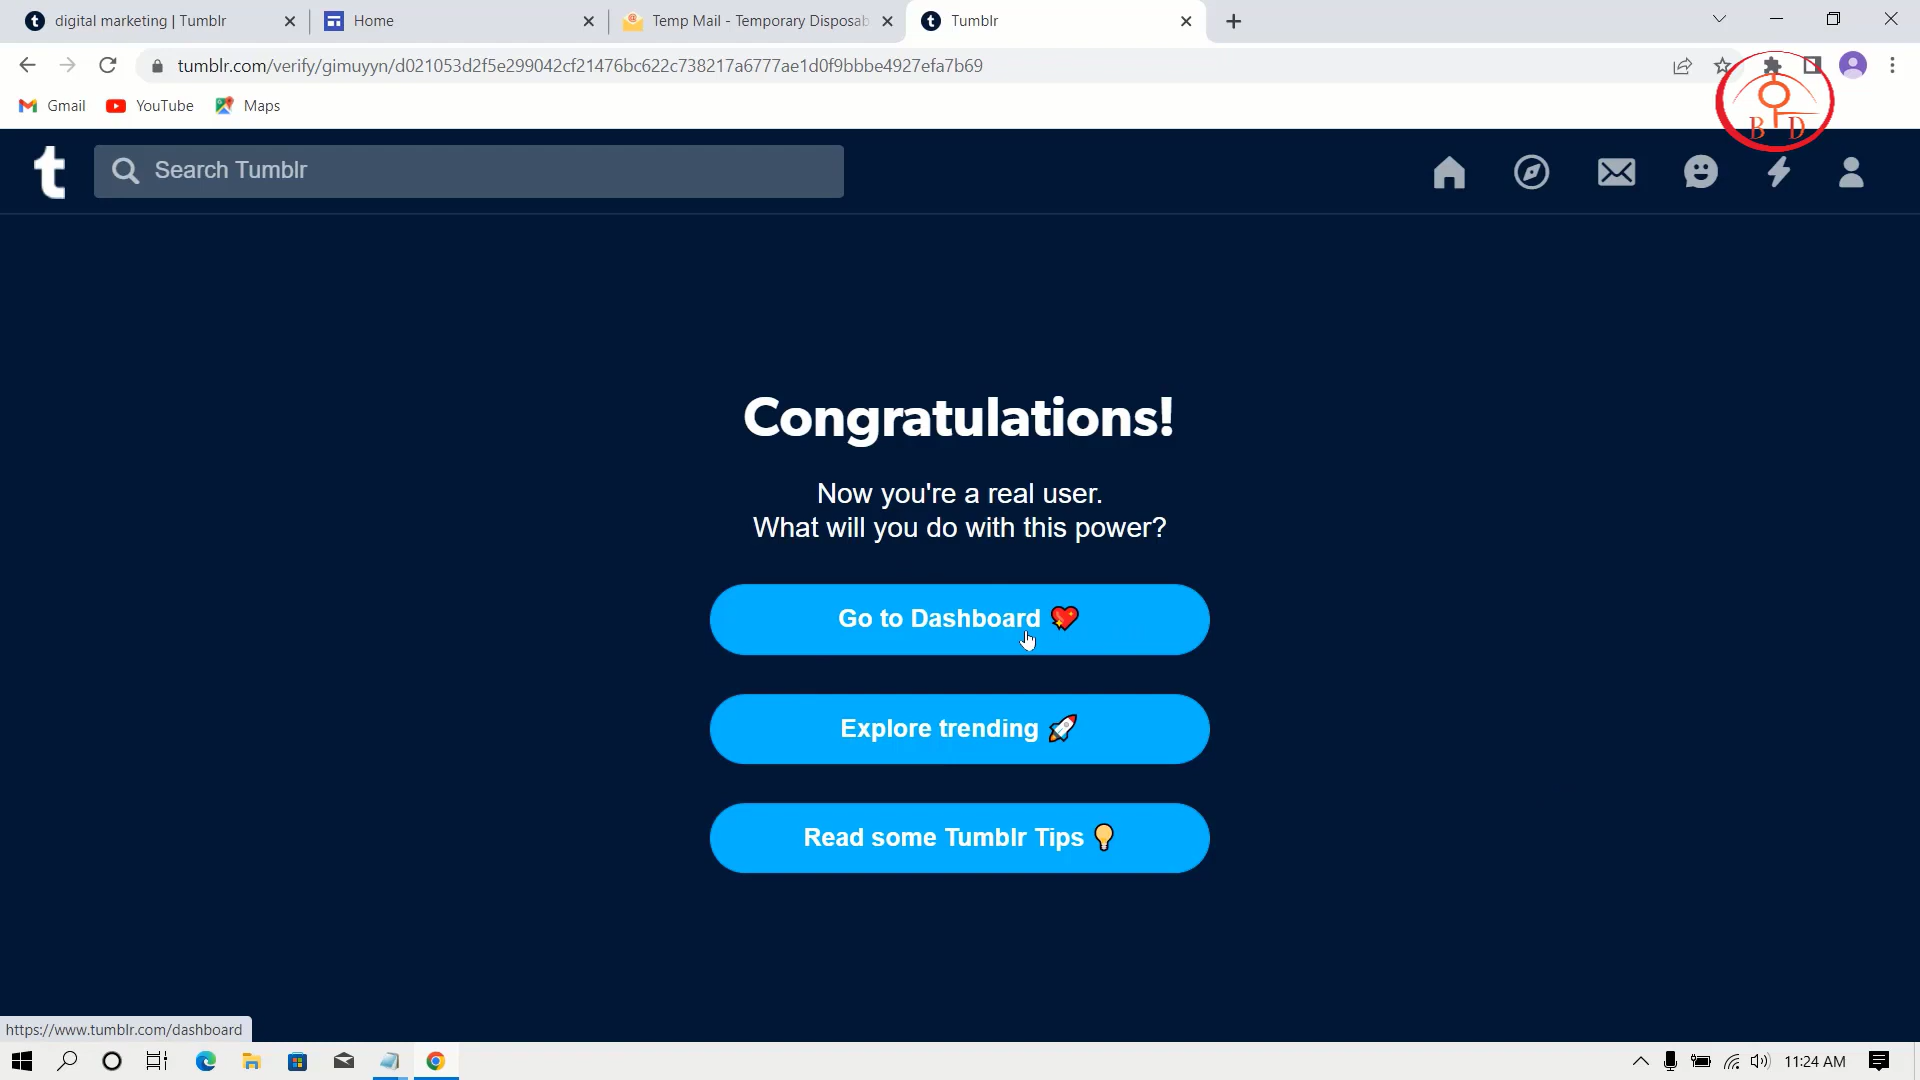 digital marketing | Tumblr
Home
Temp Mail - Temporary Disposab
Tumblr
tumblr.com/verify/gimuyyn/d021053d2f5e299042cf21476bc622c738217a6777ae1d0f9bbbe4927efa7b69
Gmail
YouTube
Maps
B D
t
Search Tumblr
Congratulations!
Now you're a real user.
What will you do with this power?
Go to Dashboard 💖
Explore trending 🚀
Read some Tumblr Tips 💡
https://www.tumblr.com/dashboard
11:24 AM